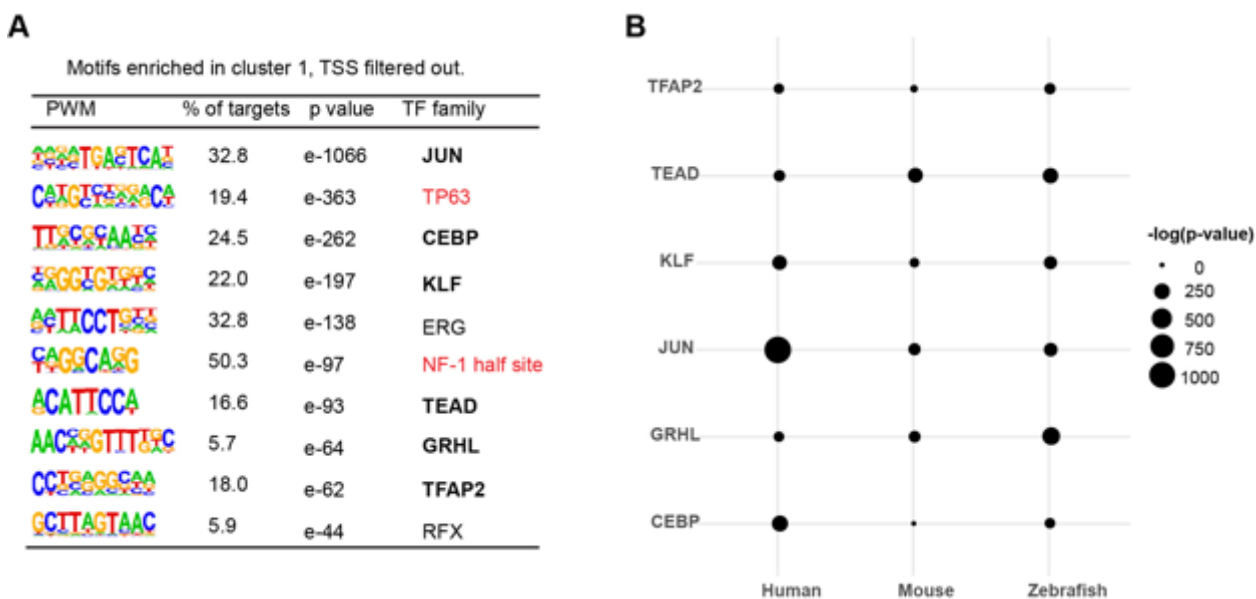 A
Motifs enriched in cluster 1, TSS filtered out.
PWM % of targets p value TF family
32.8 e-1066 JUN
19.4 e-363 TP63
24.5 e-262 CEBP
22.0 e-197 KLF
32.8 e-138 ERG
50.3 e-97 NF-1 half site
ACATTCCA 16.6 e-93 TEAD
5.7 e-64 GRHL
18.0 e-62 TFAP2
GCTTAGTAAC 5.9 e-44 RFX
B
TFAP2
TEAD
KLF
JUN
GRHL
CEBP
Human Mouse Zebrafish
-log(p-value)
0
250
500
750
1000